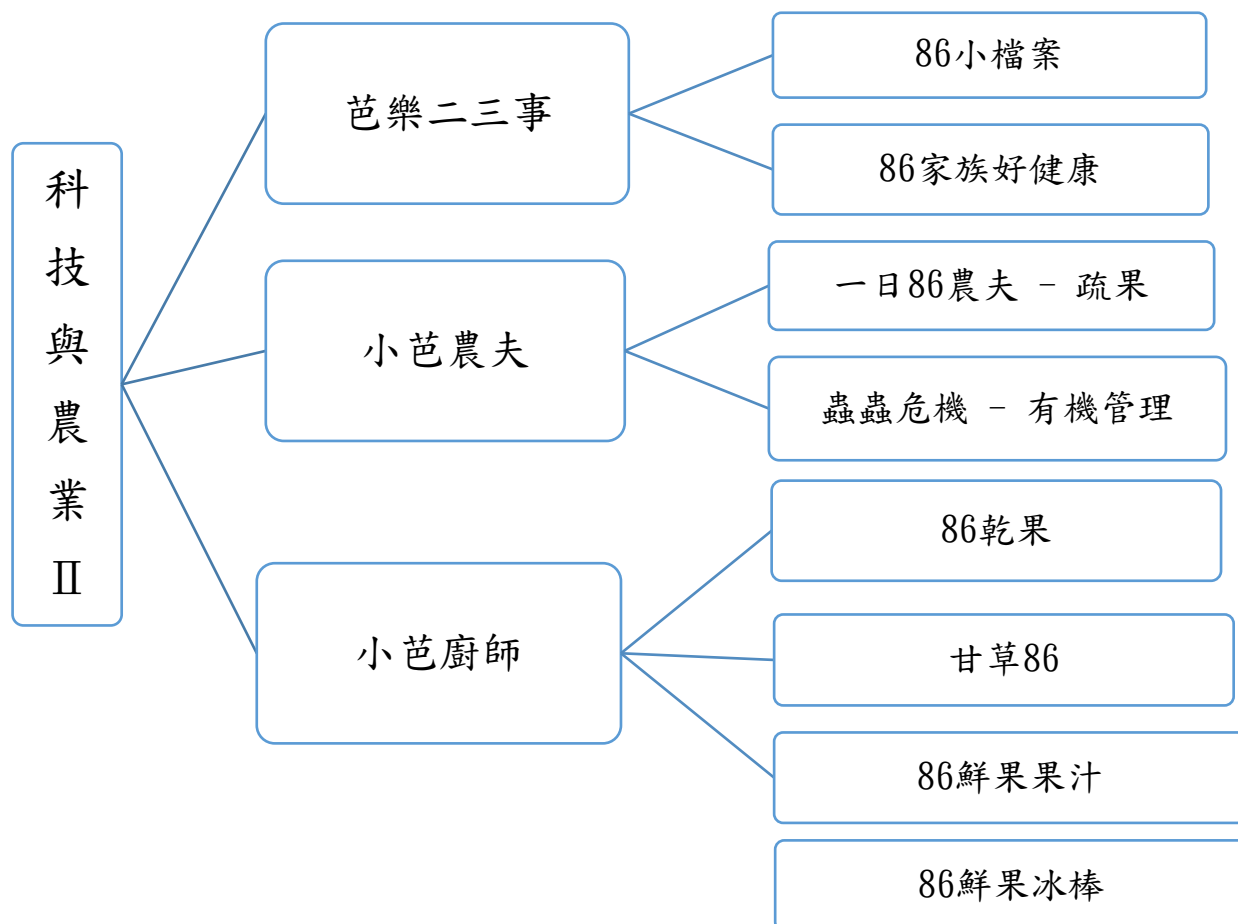 科技與農業Ⅱ
芭樂二三事
86小檔案
86家族好健康
小芭農夫
一日86農夫 - 疏果
蟲蟲危機 - 有機管理
小芭廚師
86乾果
甘草86
86鮮果果汁
86鮮果冰棒